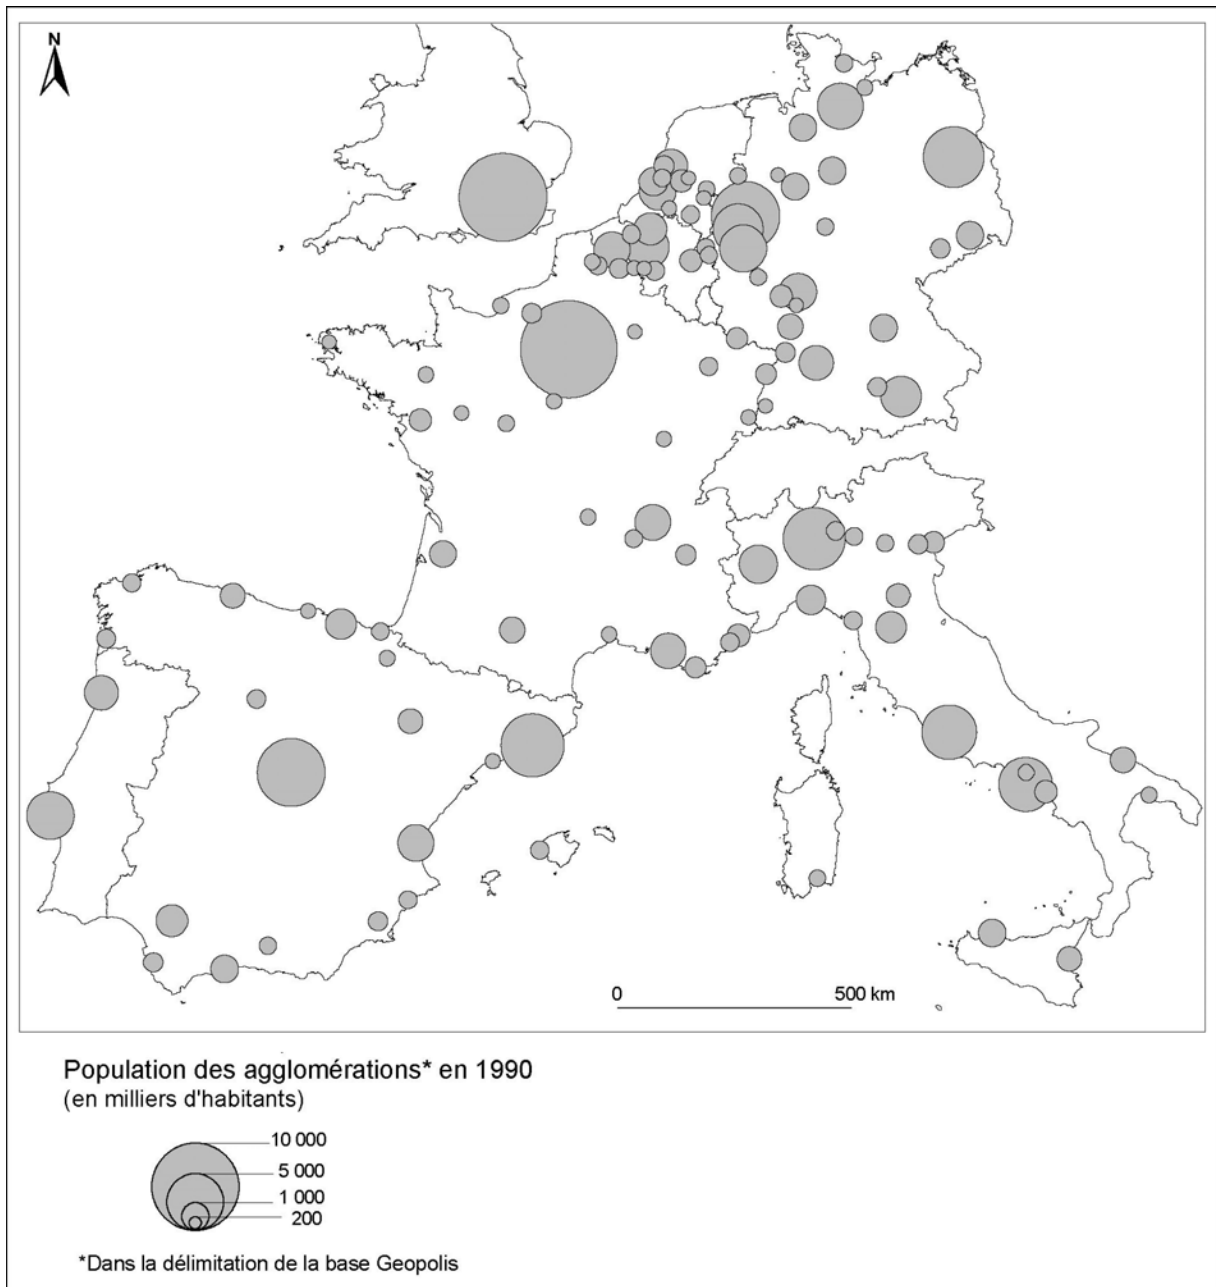 N
0 500 km
Population des agglomérations* en 1990
(en milliers d'habitants)
10 000
5 000
1 000
200
*Dans la délimitation de la base Geopolis